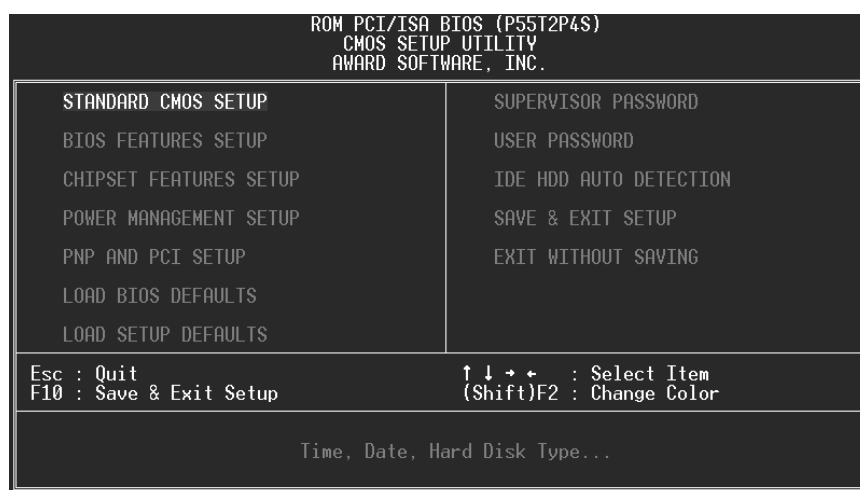 ROM PCI/ISA BIOS (P55T2P4S)
CMOS SETUP UTILITY
AWARD SOFTWARE, INC.
STANDARD CMOS SETUP
BIOS FEATURES SETUP
CHIPSET FEATURES SETUP
POWER MANAGEMENT SETUP
PNP AND PCI SETUP
LOAD BIOS DEFAULTS
LOAD SETUP DEFAULTS
SUPERVISOR PASSWORD
USER PASSWORD
IDE HDD AUTO DETECTION
SAVE & EXIT SETUP
EXIT WITHOUT SAVING
Esc : Quit
F10 : Save & Exit Setup
↑ ↓ → ← : Select Item
(Shift)F2 : Change Color
Time, Date, Hard Disk Type...